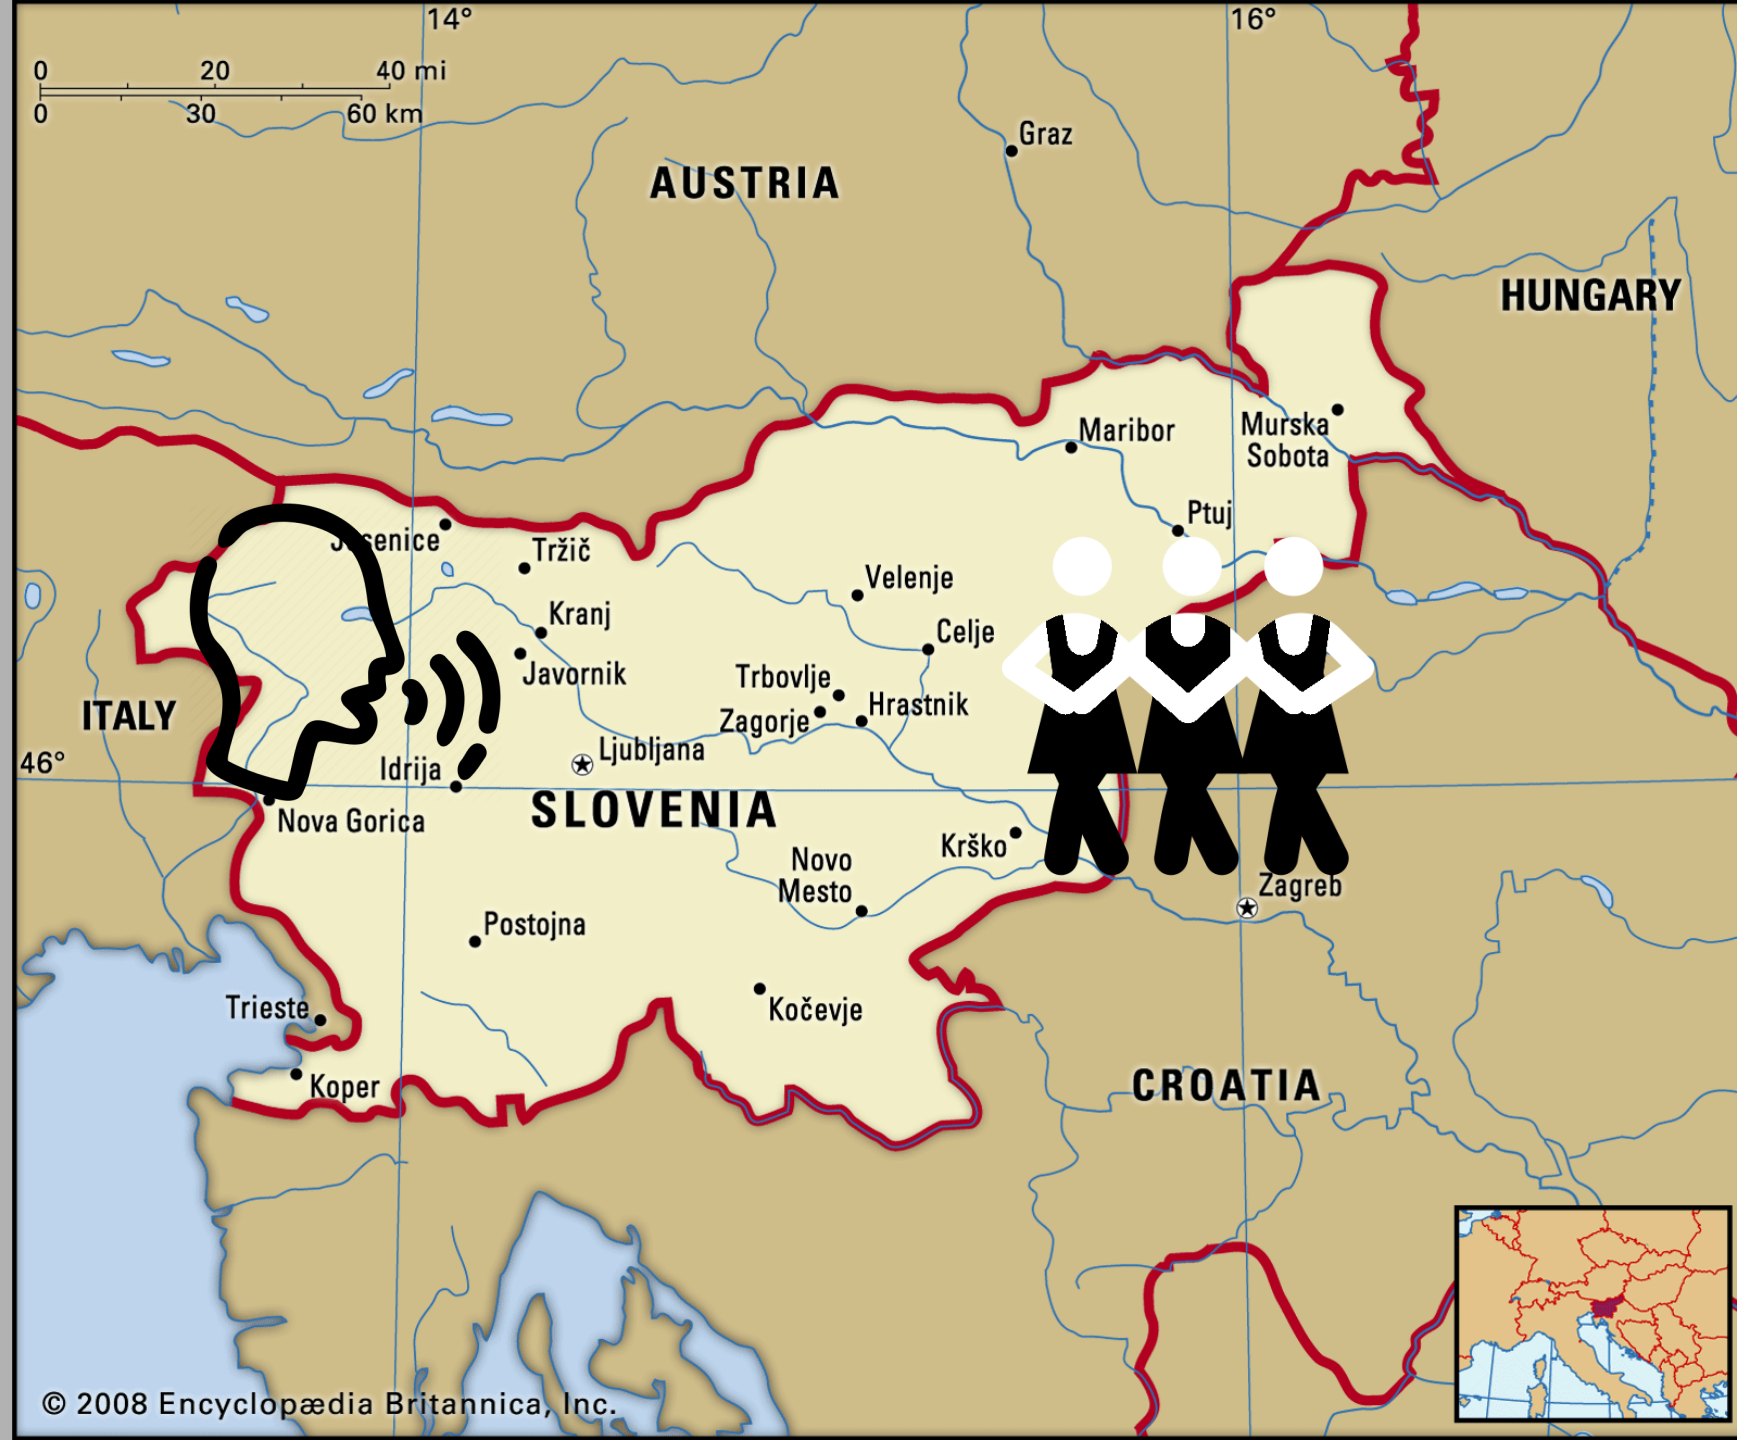 14°
16°
0 20 40 mi
0 30 60 km
Graz
AUSTRIA
HUNGARY
Maribor
Murska
Sobota
Ptuj
Jesenice
Tržič
Velenje
Kranj
Celje
Javornik
Trbovlje
Hrastnik
Zagorje
ITALY
Ljubljana
46°
Idrija
SLOVENIA
Nova Gorica
Krško
Novo
Mesto
Zagreb
Postojna
Trieste
Kočevje
Koper
CROATIA
© 2008 Encyclopædia Britannica, Inc.